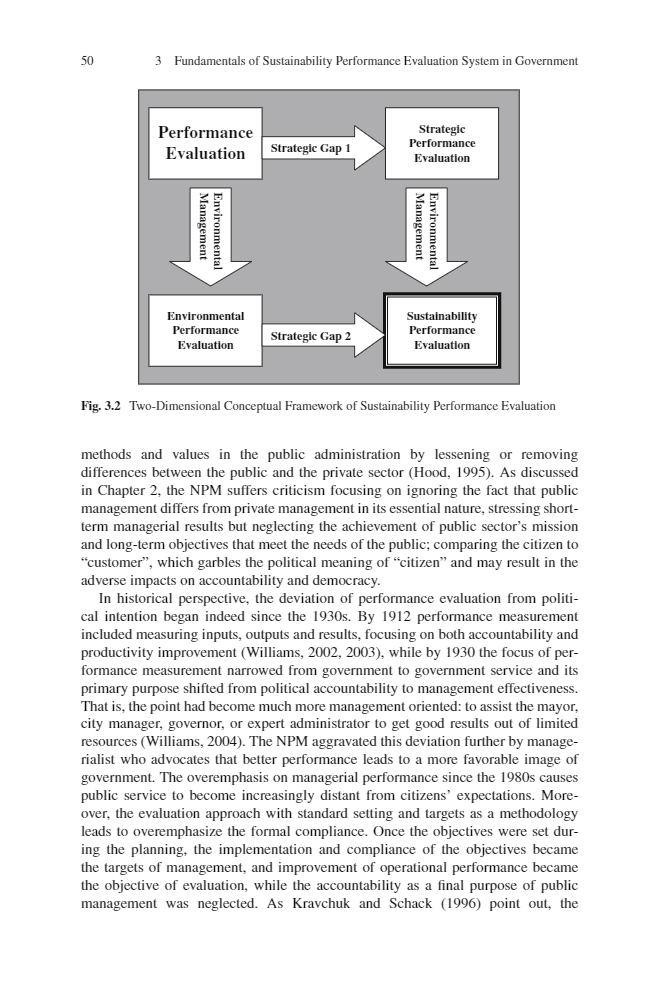 50 3 Fundamentals of Sustainability Performance Evaluation System in Government
Performance
Evaluation
Strategic Gap 1
Strategic
Performance
Evaluation
Environmental
Management
Environmental
Management
Environmental
Performance
Evaluation
Strategic Gap 2
Sustainability
Performance
Evaluation
Fig. 3.2 Two-Dimensional Conceptual Framework of Sustainability Performance Evaluation
methods and values in the public administration by lessening or removing
differences between the public and the private sector (Hood, 1995). As discussed
in Chapter 2, the NPM suffers criticism focusing on ignoring the fact that public
management differs from private management in its essential nature, stressing short-
term managerial results but neglecting the achievement of public sector’s mission
and long-term objectives that meet the needs of the public; comparing the citizen to
“customer”, which garbles the political meaning of “citizen” and may result in the
adverse impacts on accountability and democracy.
In historical perspective, the deviation of performance evaluation from politi-
cal intention began indeed since the 1930s. By 1912 performance measurement
included measuring inputs, outputs and results, focusing on both accountability and
productivity improvement (Williams, 2002, 2003), while by 1930 the focus of per-
formance measurement narrowed from government to government service and its
primary purpose shifted from political accountability to management effectiveness.
That is, the point had become much more management oriented: to assist the mayor,
city manager, governor, or expert administrator to get good results out of limited
resources (Williams, 2004). The NPM aggravated this deviation further by manage-
rialist who advocates that better performance leads to a more favorable image of
government. The overemphasis on managerial performance since the 1980s causes
public service to become increasingly distant from citizens’ expectations. More-
over, the evaluation approach with standard setting and targets as a methodology
leads to overemphasize the formal compliance. Once the objectives were set dur-
ing the planning, the implementation and compliance of the objectives became
the targets of management, and improvement of operational performance became
the objective of evaluation, while the accountability as a final purpose of public
management was neglected. As Kravchuk and Schack (1996) point out, the